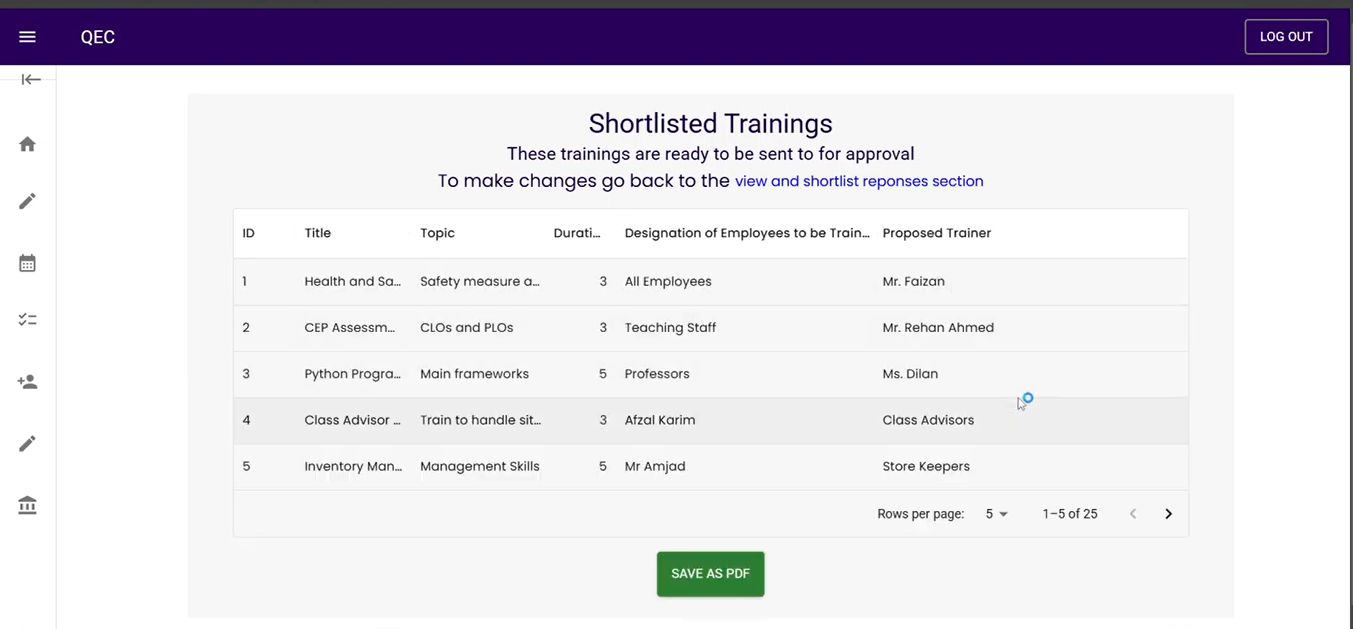 QEC LOG OUT
Shortlisted Trainings
These trainings are ready to be sent to for approval
To make changes go back to the view and shortlist reponses section
ID Title Topic Durati... Designation of Employees to be Train... Proposed Trainer
1 Health and Sa... Safety measure a... 3 All Employees Mr. Faizan
2 CEP Assessm... CLOs and PLOs 3 Teaching Staff Mr. Rehan Ahmed
3 Python Progra... Main frameworks 5 Professors Ms. Dilan
4 Class Advisor ... Train to handle sit... 3 Afzal Karim Class Advisors
5 Inventory Man... Management Skills 5 Mr Amjad Store Keepers
Rows per page: 5 1–5 of 25
SAVE AS PDF